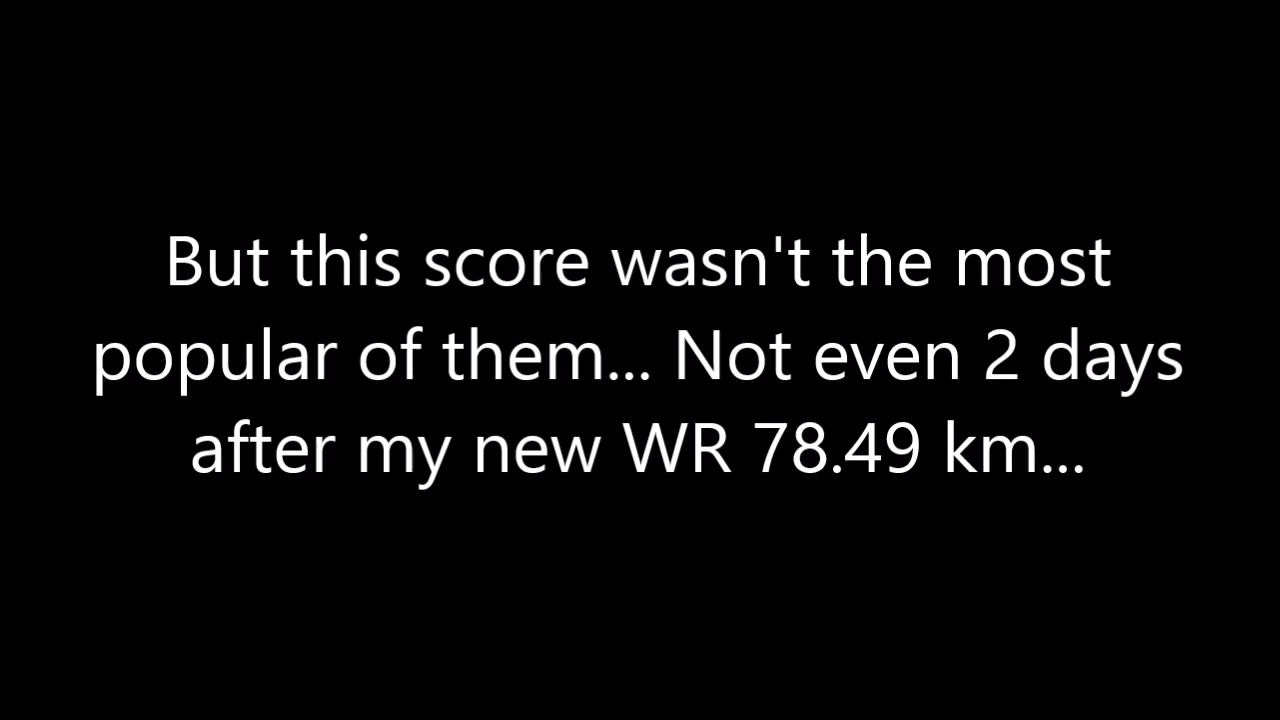 But this score wasn't the most
popular of them... Not even 2 days
after my new WR 78.49 km...